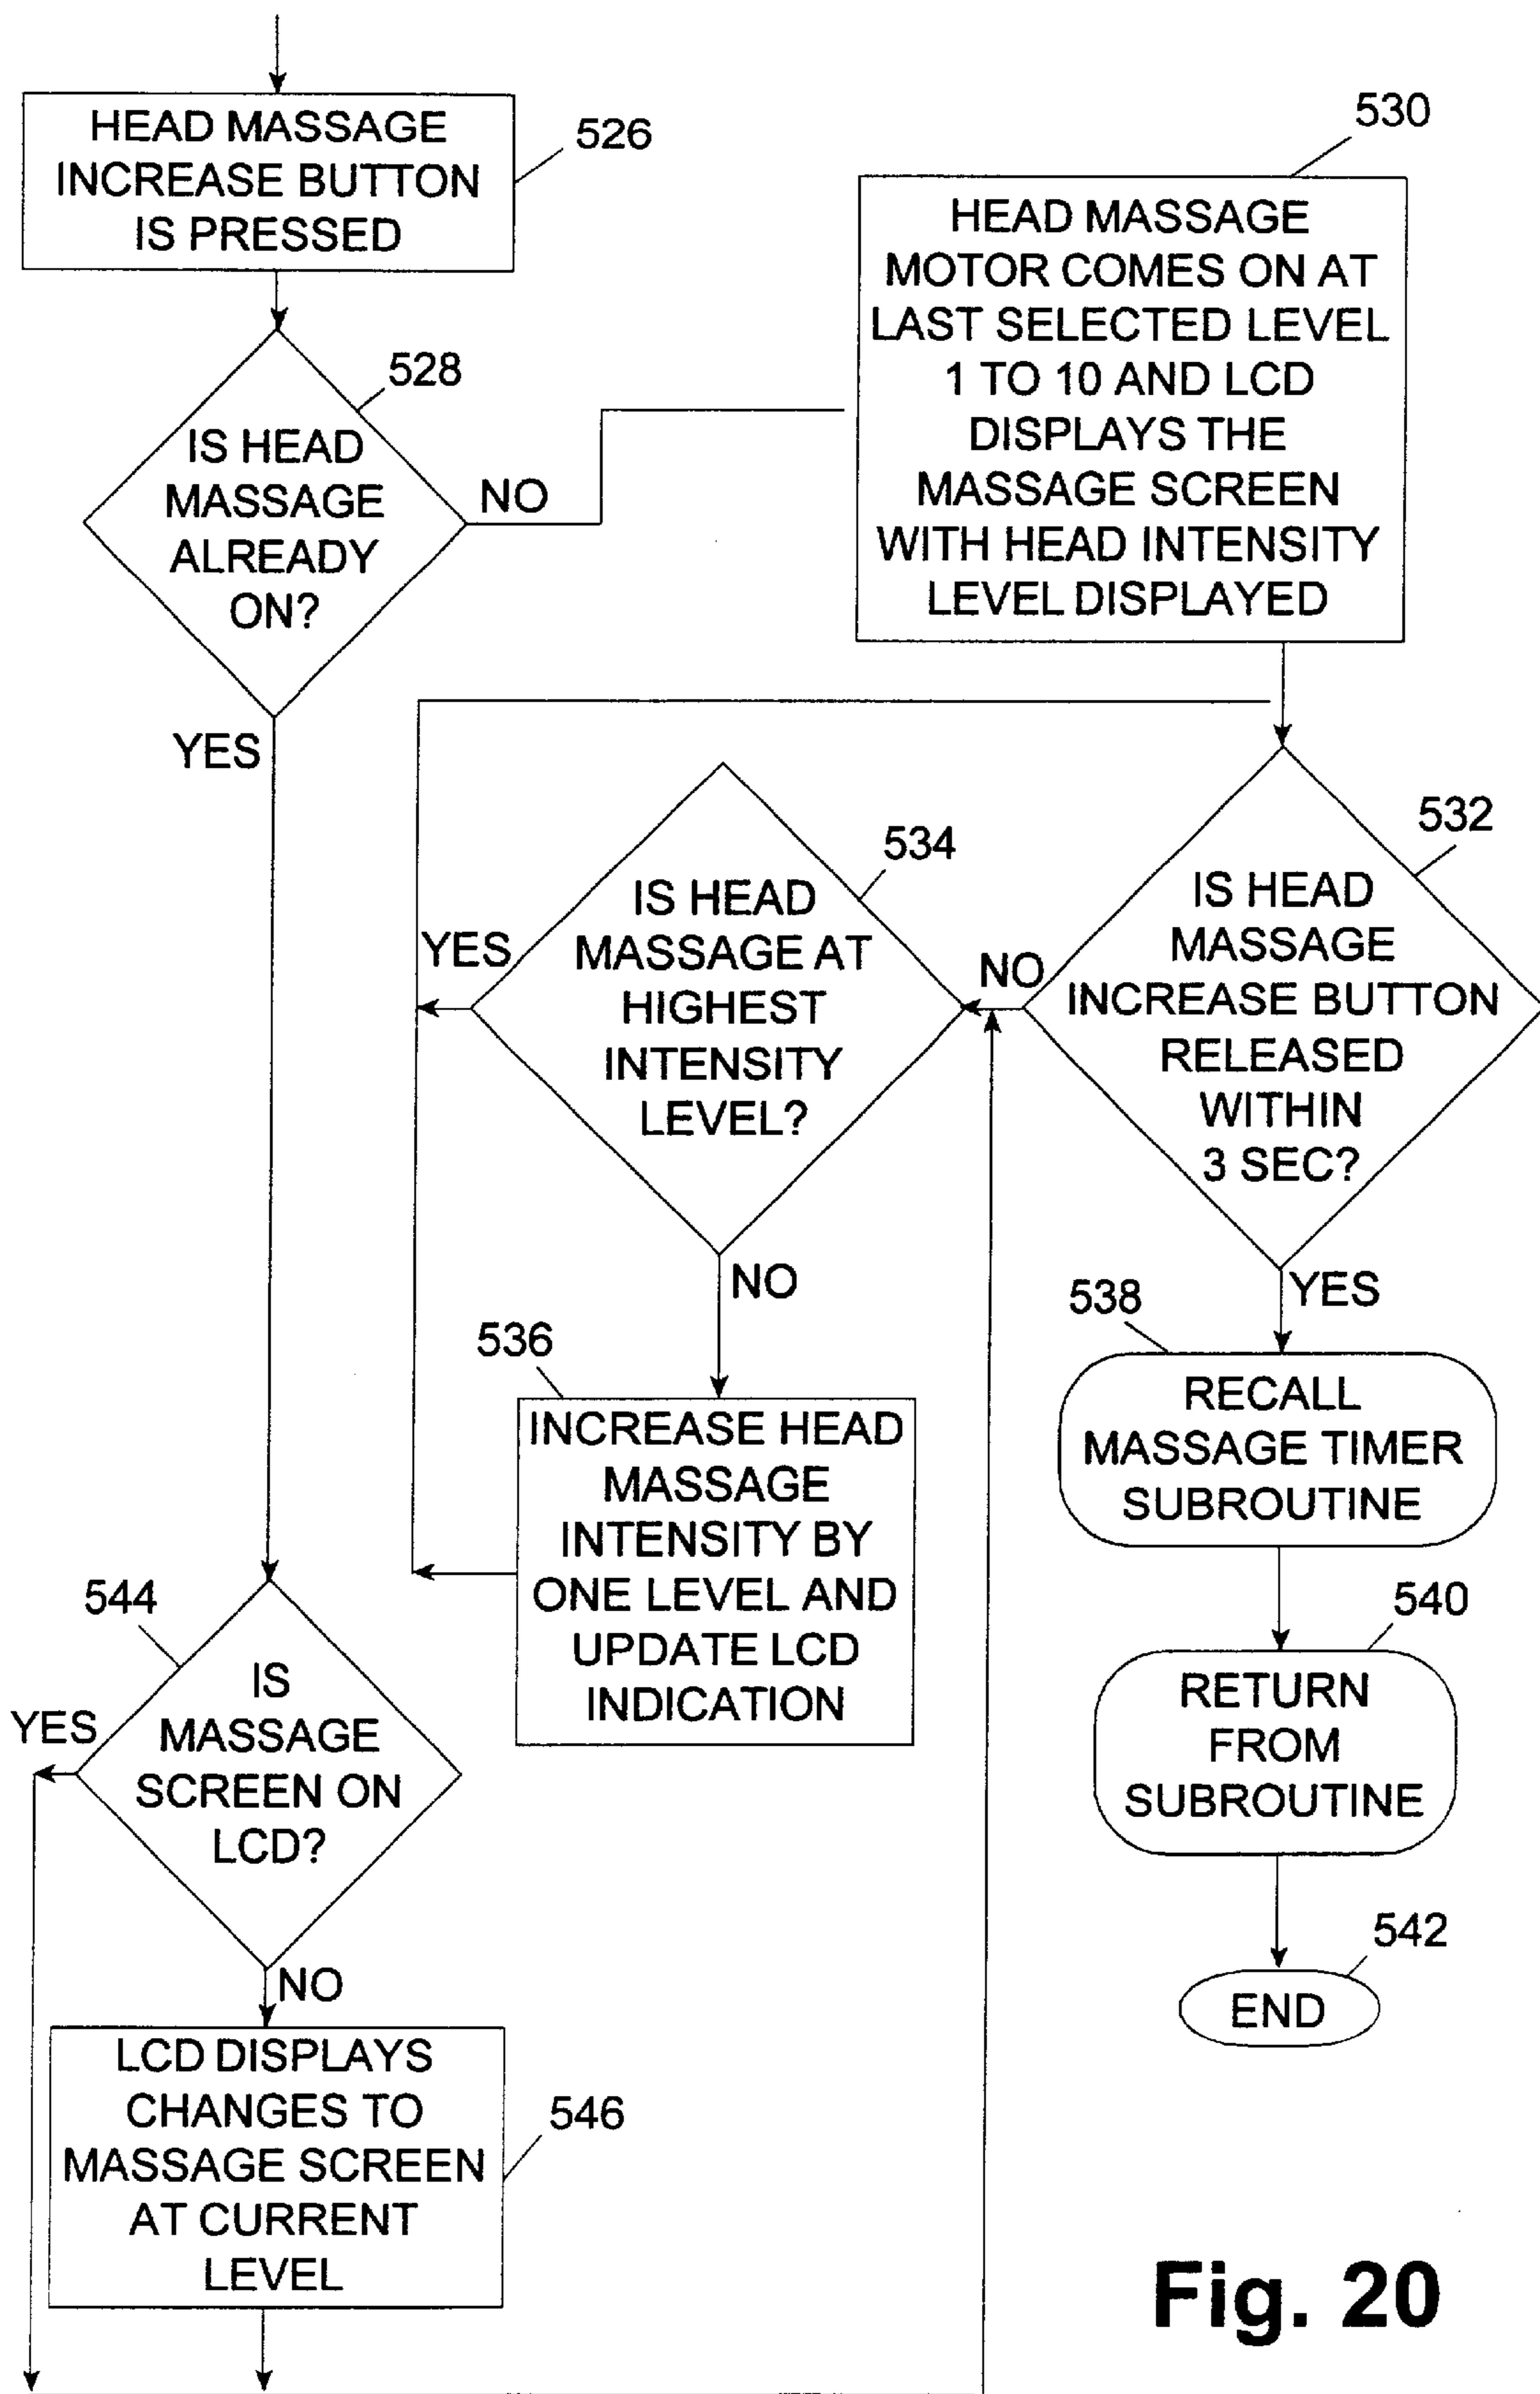 HEAD MASSAGE
INCREASE BUTTON
IS PRESSED
526
528
IS HEAD
MASSAGE
ALREADY
ON?
NO
YES
530
HEAD MASSAGE
MOTOR COMES ON AT
LAST SELECTED LEVEL
1 TO 10 AND LCD
DISPLAYS THE
MASSAGE SCREEN
WITH HEAD INTENSITY
LEVEL DISPLAYED
532
IS HEAD
MASSAGE
INCREASE BUTTON
RELEASED
WITHIN
3 SEC?
NO
YES
534
IS HEAD
MASSAGE AT
HIGHEST
INTENSITY
LEVEL?
YES
NO
536
INCREASE HEAD
MASSAGE
INTENSITY BY
ONE LEVEL AND
UPDATE LCD
INDICATION
538
RECALL
MASSAGE TIMER
SUBROUTINE
540
RETURN
FROM
SUBROUTINE
542
END
544
IS
MASSAGE
SCREEN ON
LCD?
YES
NO
LCD DISPLAYS
CHANGES TO
MASSAGE SCREEN
AT CURRENT
LEVEL
546
Fig. 20